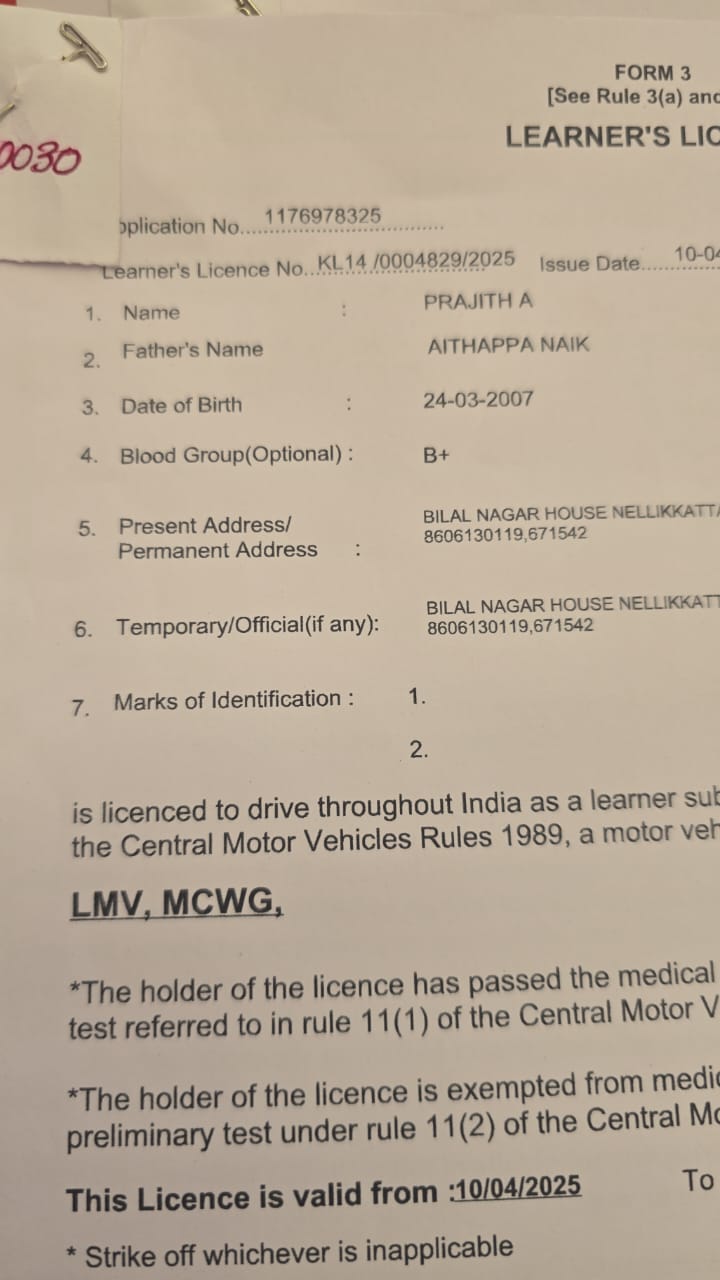 0030
FORM 3
[See Rule 3(a) and
LEARNER'S LIC
pplication No.... 1176978325
Learner's Licence No... KL14 /0004829/2025 Issue Date..... 10-04
1. Name : PRAJITH A
2. Father's Name AITHAPPA NAIK
3. Date of Birth : 24-03-2007
4. Blood Group(Optional) : B+
5. Present Address/ BILAL NAGAR HOUSE NELLIKKATTA
Permanent Address : 8606130119,671542
6. Temporary/Official(if any): BILAL NAGAR HOUSE NELLIKKATT
8606130119,671542
7. Marks of Identification : 1.
2.
is licenced to drive throughout India as a learner sub
the Central Motor Vehicles Rules 1989, a motor veh
LMV, MCWG,
*The holder of the licence has passed the medical
test referred to in rule 11(1) of the Central Motor V
*The holder of the licence is exempted from medic
preliminary test under rule 11(2) of the Central Mo
This Licence is valid from :10/04/2025 To
* Strike off whichever is inapplicable